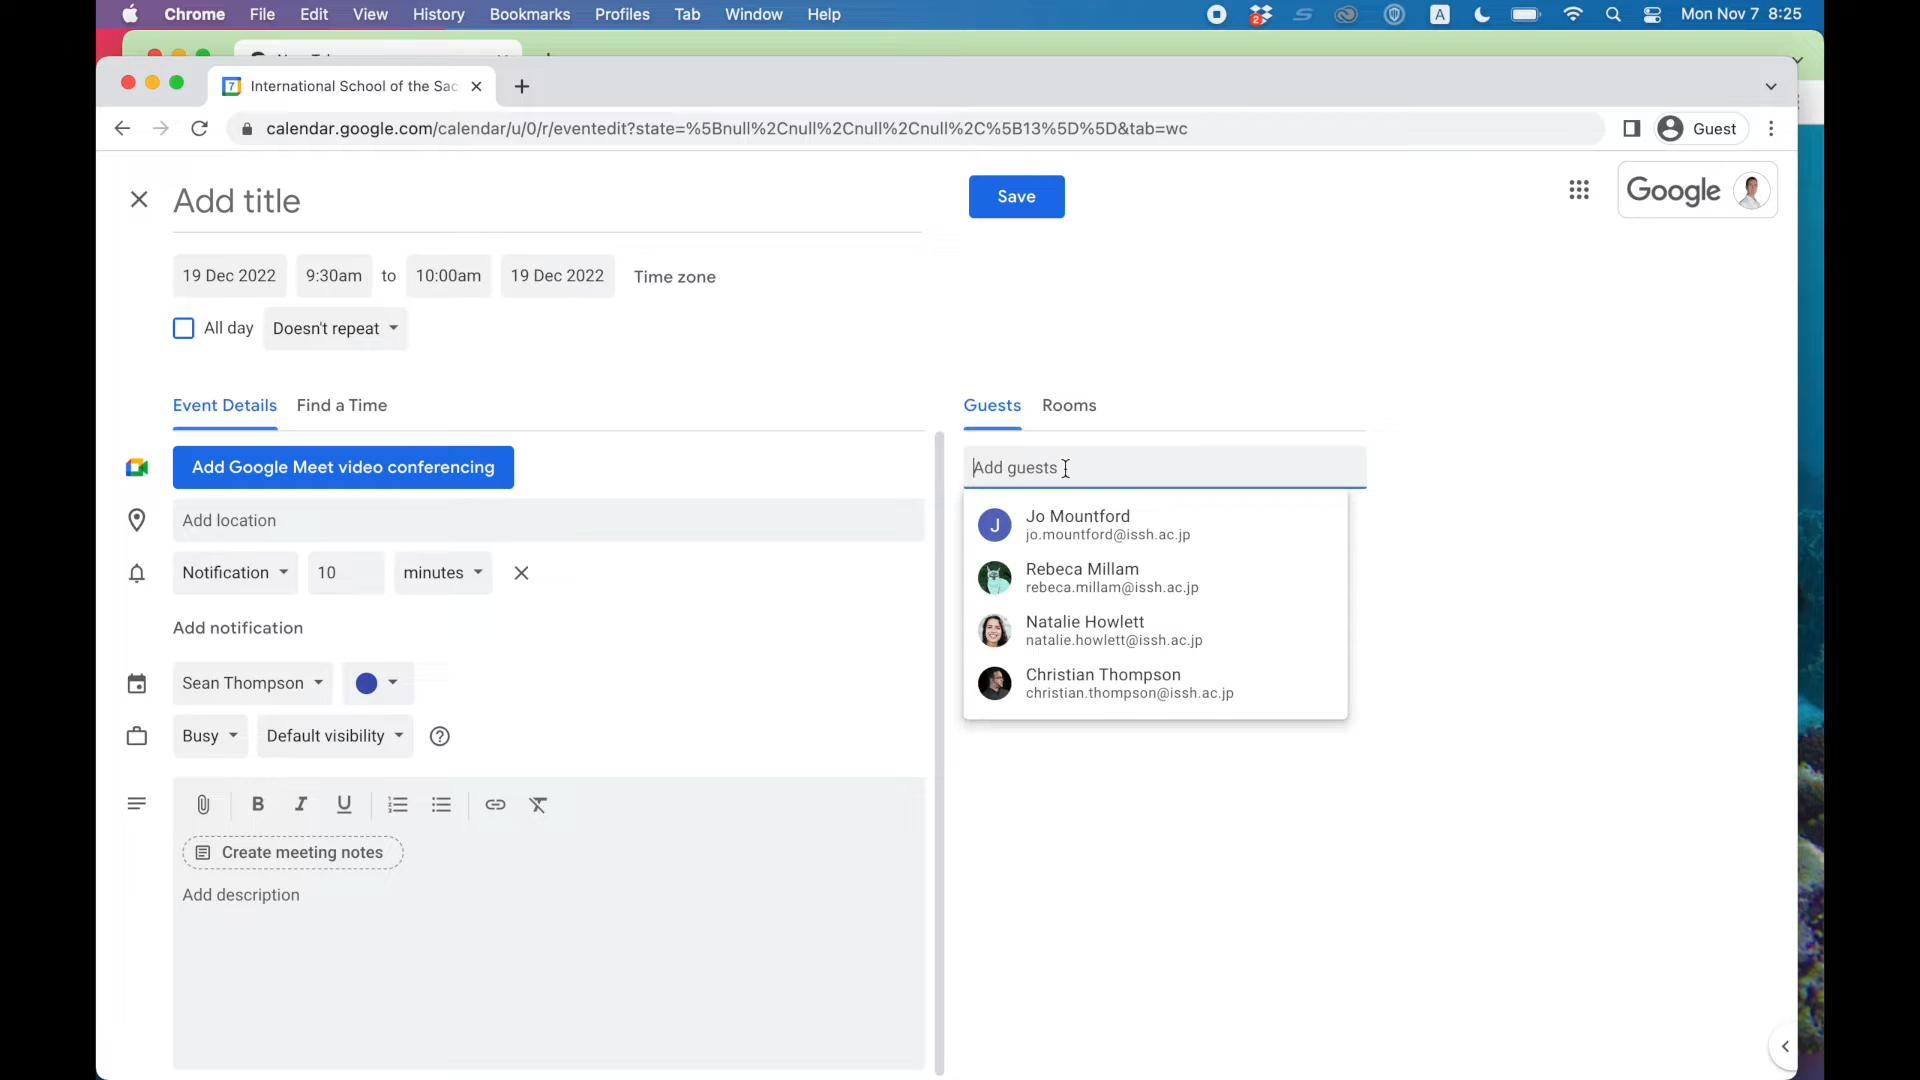 Chrome File Edit View History Bookmarks Profiles Tab Window Help
2 A Mon Nov 7 8:25
7 International School of the Sac
calendar.google.com/calendar/u/0/r/eventedit?state=%5Bnull%2Cnull%2Cnull%2Cnull%2C%5B13%5D%5D&tab=wc
Guest
Add title
Save
Google
19 Dec 2022 9:30am to 10:00am 19 Dec 2022 Time zone
All day Doesn't repeat
Event Details Find a Time
Guests Rooms
Add Google Meet video conferencing
Add guests
Add location
Jo Mountford
jo.mountford@issh.ac.jp
Notification 10 minutes
J
Rebeca Millam
rebeca.millam@issh.ac.jp
Add notification
Natalie Howlett
natalie.howlett@issh.ac.jp
Sean Thompson
Christian Thompson
christian.thompson@issh.ac.jp
Busy Default visibility
B I U
Create meeting notes
Add description